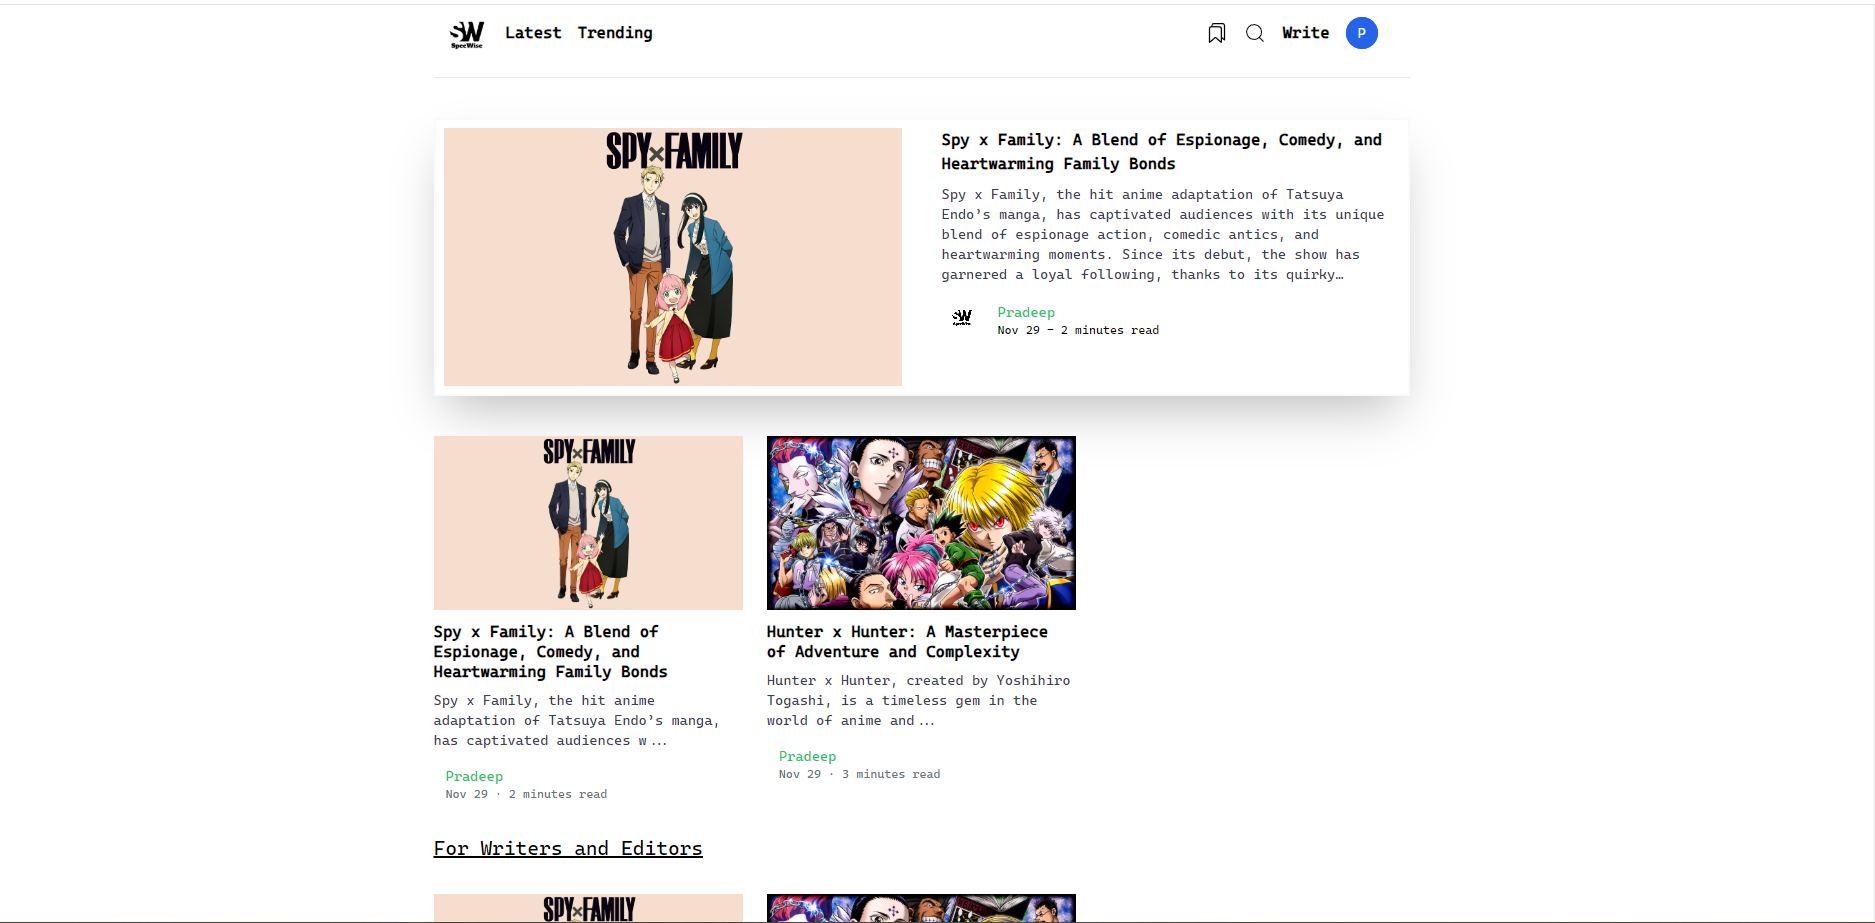 SW
SpecWise
Latest
Trending
Write
P
SPY×FAMILY
Spy x Family: A Blend of Espionage, Comedy, and
Heartwarming Family Bonds
Spy x Family, the hit anime adaptation of Tatsuya
Endo’s manga, has captivated audiences with its unique
blend of espionage action, comedic antics, and
heartwarming moments. Since its debut, the show has
garnered a loyal following, thanks to its quirky…
SW
Pradeep
Nov 29 – 2 minutes read
SPY×FAMILY
Spy x Family: A Blend of
Espionage, Comedy, and
Heartwarming Family Bonds
Spy x Family, the hit anime
adaptation of Tatsuya Endo’s manga,
has captivated audiences w...
Pradeep
Nov 29 · 2 minutes read
Hunter x Hunter: A Masterpiece
of Adventure and Complexity
Hunter x Hunter, created by Yoshihiro
Togashi, is a timeless gem in the
world of anime and...
Pradeep
Nov 29 · 3 minutes read
For Writers and Editors
SPY×FAMILY